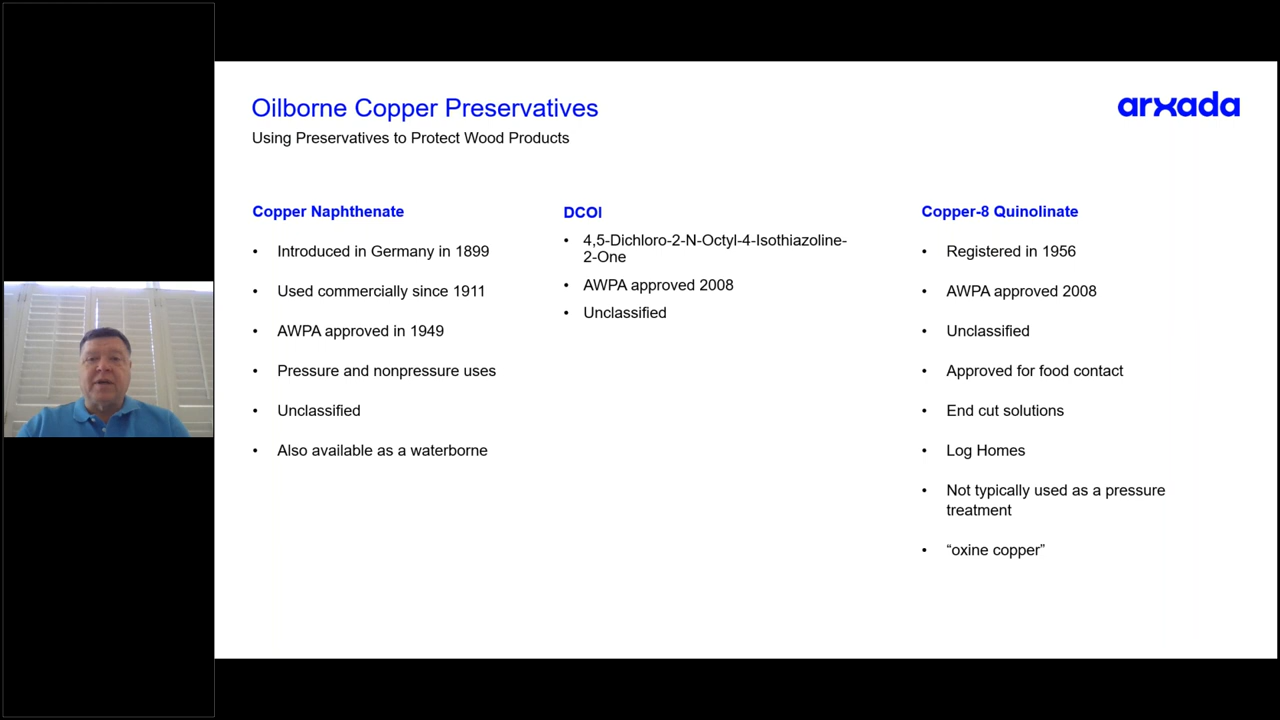 Oilborne Copper Preservatives
arxada
Using Preservatives to Protect Wood Products
Copper Naphthenate
• Introduced in Germany in 1899
• Used commercially since 1911
• AWPA approved in 1949
• Pressure and nonpressure uses
• Unclassified
• Also available as a waterborne
DCOI
• 4,5-Dichloro-2-N-Octyl-4-Isothiazoline-
2-One
• AWPA approved 2008
• Unclassified
Copper-8 Quinolinate
• Registered in 1956
• AWPA approved 2008
• Unclassified
• Approved for food contact
• End cut solutions
• Log Homes
• Not typically used as a pressure
treatment
• “oxine copper”